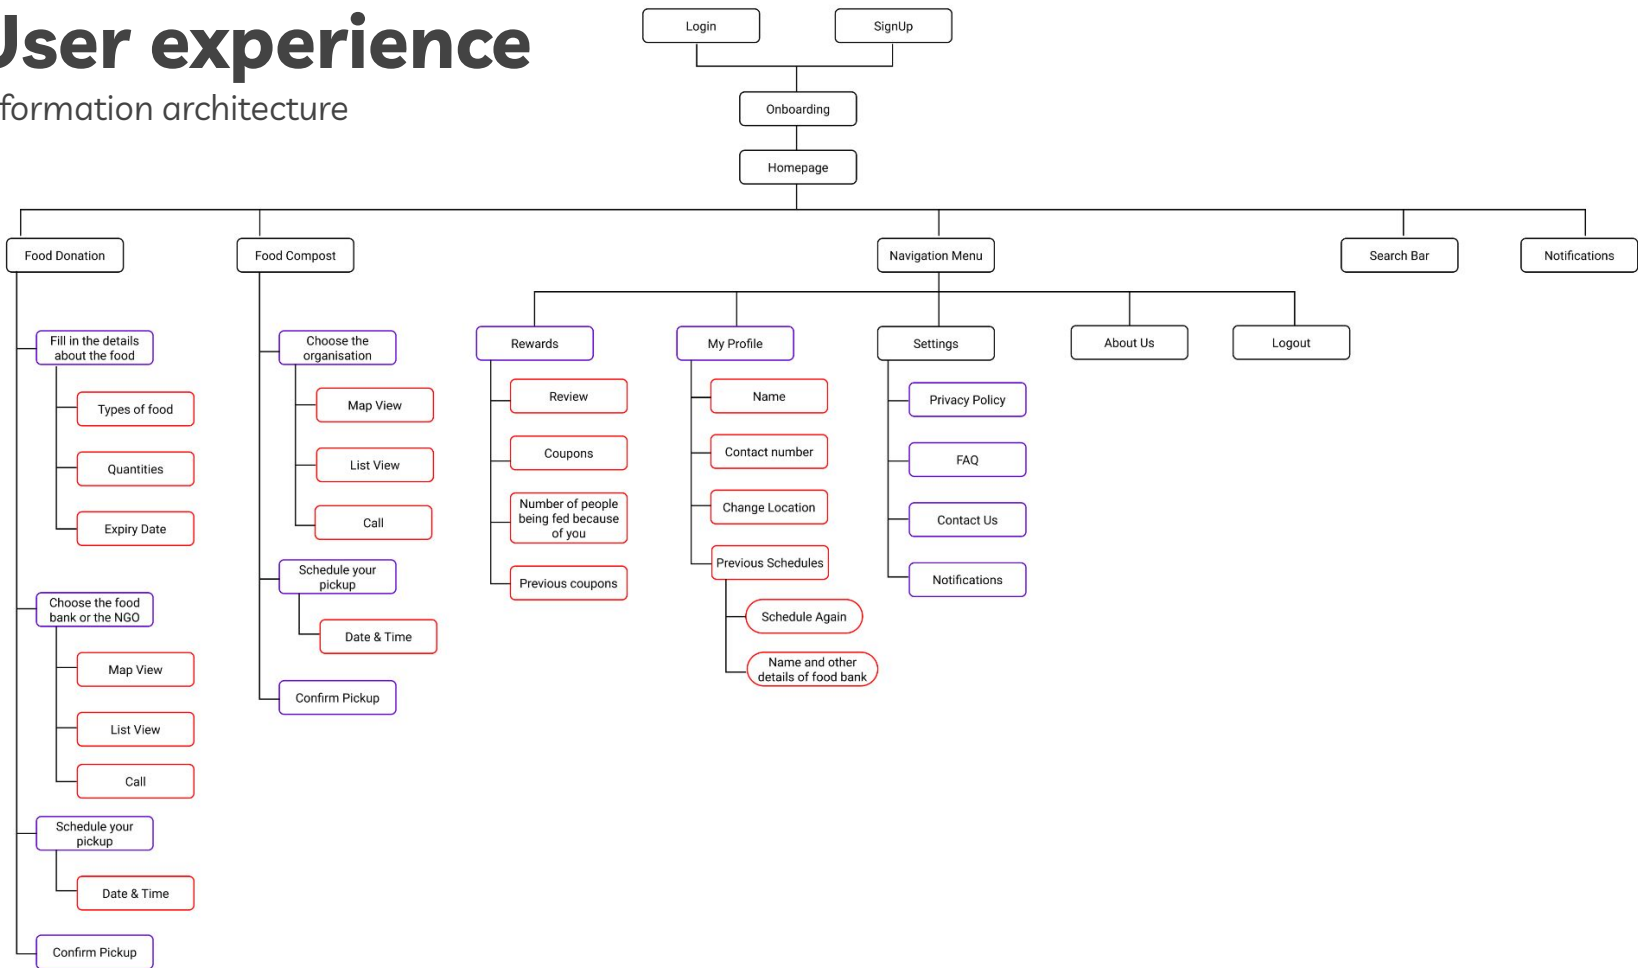 User experience
formation architecture
Login
SignUp
Onboarding
Homepage
Food Donation
Food Compost
Navigation Menu
Search Bar
Notifications
Fill in the details
about the food
Types of food
Quantities
Expiry Date
Choose the food
bank or the NGO
Map View
List View
Call
Schedule your
pickup
Date & Time
Confirm Pickup
Choose the
organisation
Map View
List View
Call
Schedule your
pickup
Date & Time
Confirm Pickup
Rewards
Review
Coupons
Number of people
being fed because
of you
Previous coupons
My Profile
Name
Contact number
Change Location
Previous Schedules
Schedule Again
Name and other
details of food bank
Settings
Privacy Policy
FAQ
Contact Us
Notifications
About Us
Logout